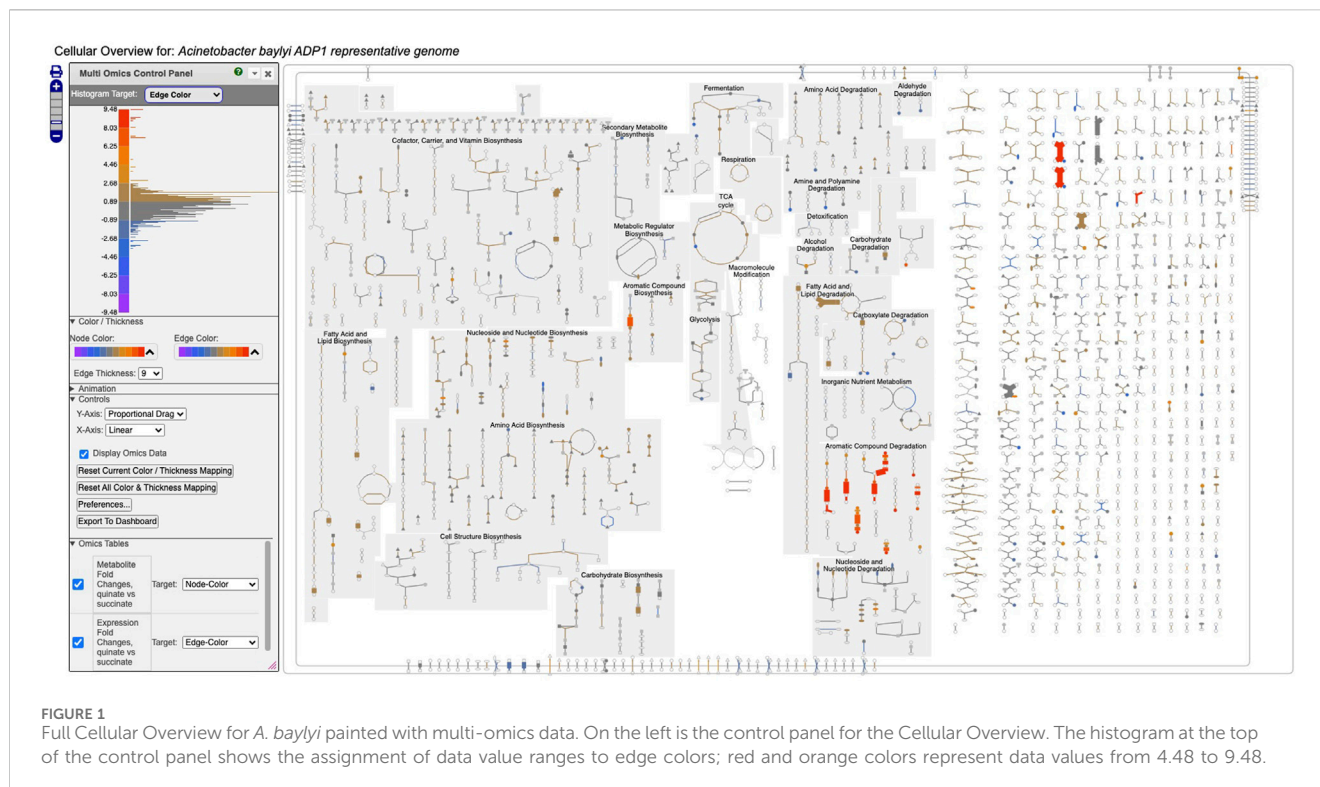 Cellular Overview for: Acinetobacter baylyi ADP1 representative genome
Multi Omics Control Panel
Histogram Target: Edge Color
9.48
8.03
6.25
4.46
2.68
0.89
-0.89
-2.68
-4.46
-6.25
-8.03
-9.48
Color / Thickness
Node Color:
Edge Color:
Edge Thickness: 9
Animation
Controls
Y-Axis: Proportional Drag
X-Axis: Linear
Display Omics Data
Reset Current Color / Thickness Mapping
Reset All Color & Thickness Mapping
Preferences...
Export To Dashboard
Omics Tables
Metabolite
Fold
Changes,
quinate vs
succinate
Target: Node-Color
Expression
Fold
Changes,
quinate vs
succinate
Target: Edge-Color
Cofactor, Carrier, and Vitamin Biosynthesis
Secondary Metabolite
Biosynthesis
Fermentation
Amino Acid Degradation
Aldehyde
Degradation
Respiration
Amine and Polyamine
Degradation
TCA
cycle
Detoxification
Metabolic Regulator
Biosynthesis
Alcohol
Degradation
Carbohydrate
Degradation
Macromolecule
Modification
Aromatic Compound
Biosynthesis
Fatty Acid and
Lipid Degradation
Glycolysis
Carboxylate Degradation
Fatty Acid and
Lipid Biosynthesis
Nucleoside and Nucleotide Biosynthesis
Inorganic Nutrient Metabolism
Amino Acid Biosynthesis
Aromatic Compound Degradation
Cell Structure Biosynthesis
Carbohydrate Biosynthesis
Nucleoside and
Nucleotide Degradation
FIGURE 1
Full Cellular Overview for A. baylyi painted with multi-omics data. On the left is the control panel for the Cellular Overview. The histogram at the top
of the control panel shows the assignment of data value ranges to edge colors; red and orange colors represent data values from 4.48 to 9.48.